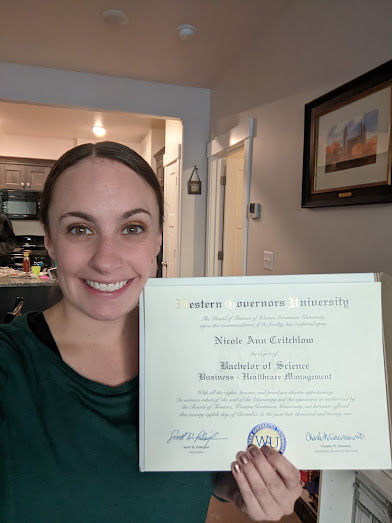 Western Governors University
The Board of Trustees of Western Governors University,
upon the recommendation of the faculty, has conferred upon
Nicole Ann Critchlow
the degree of
Bachelor of Science
Business - Healthcare Management
With all the rights, honors, and privileges thereto appertaining.
In witness whereof, the seal of the University and the signatures as authorized by
the Board of Trustees, Western Governors University, are hereunto affixed
this twenty eighth day of December in the year two thousand and twenty one.
WGU